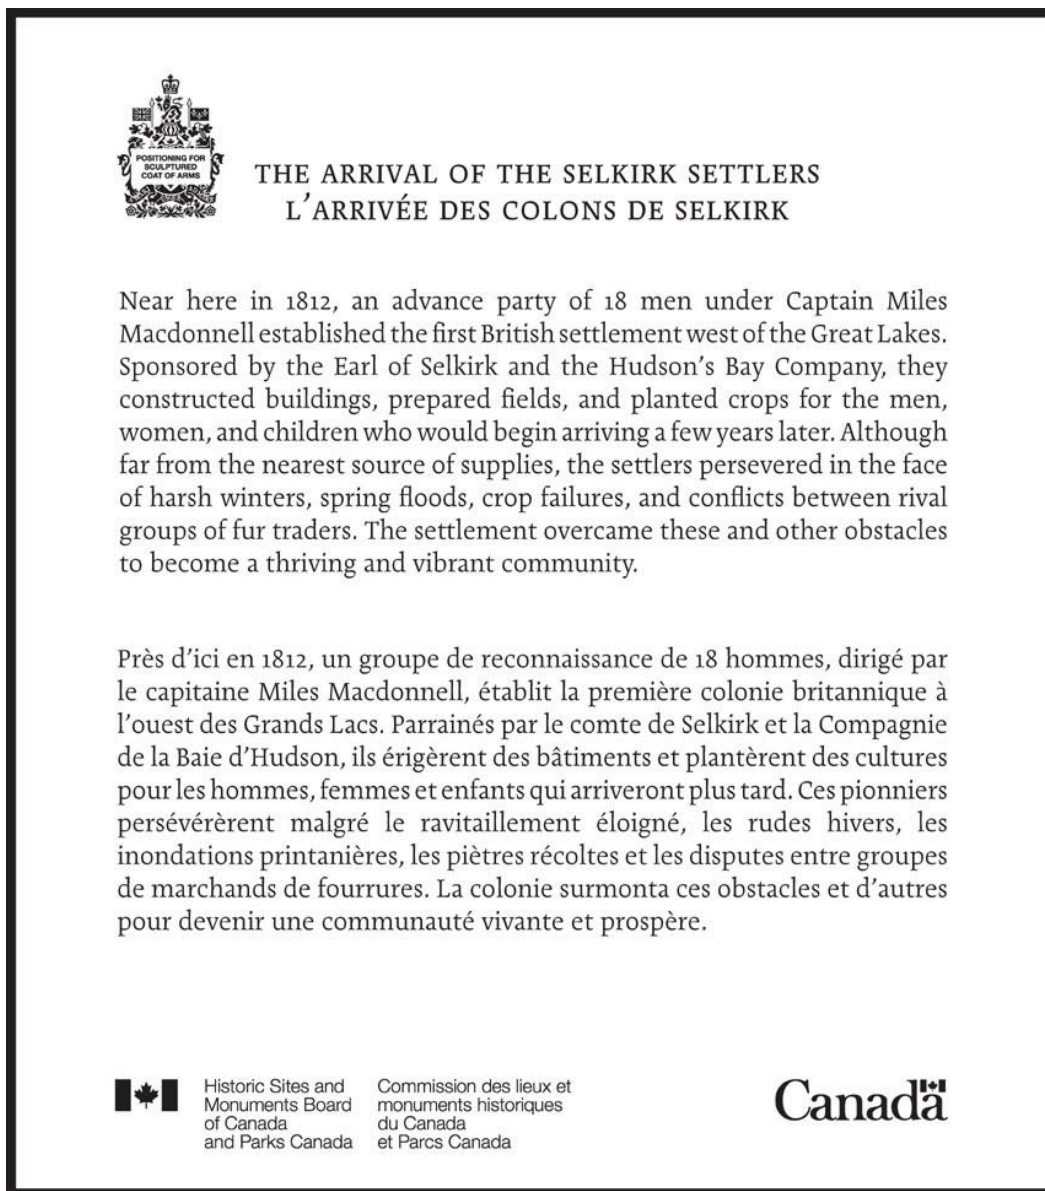 POSITIONING FOR
SCULPTURED
COAT OF ARMS
THE ARRIVAL OF THE SELKIRK SETTLERS
L'ARRIVÉE DES COLONS DE SELKIRK
Near here in 1812, an advance party of 18 men under Captain Miles
Macdonnell established the first British settlement west of the Great Lakes.
Sponsored by the Earl of Selkirk and the Hudson's Bay Company, they
constructed buildings, prepared fields, and planted crops for the men,
women, and children who would begin arriving a few years later. Although
far from the nearest source of supplies, the settlers persevered in the face
of harsh winters, spring floods, crop failures, and conflicts between rival
groups of fur traders. The settlement overcame these and other obstacles
to become a thriving and vibrant community.
Près d'ici en 1812, un groupe de reconnaissance de 18 hommes, dirigé par
le capitaine Miles Macdonnell, établit la première colonie britannique à
l'ouest des Grands Lacs. Parrainés par le comte de Selkirk et la Compagnie
de la Baie d'Hudson, ils érigèrent des bâtiments et plantèrent des cultures
pour les hommes, femmes et enfants qui arriveront plus tard. Ces pionniers
persévérèrent malgré le ravitaillement éloigné, les rudes hivers, les
inondations printanières, les piètres récoltes et les disputes entre groupes
de marchands de fourrures. La colonie surmonta ces obstacles et d'autres
pour devenir une communauté vivante et prospère.
Historic Sites and
Monuments Board
of Canada
and Parks Canada
Commission des lieux et
monuments historiques
du Canada
et Parcs Canada
Canada